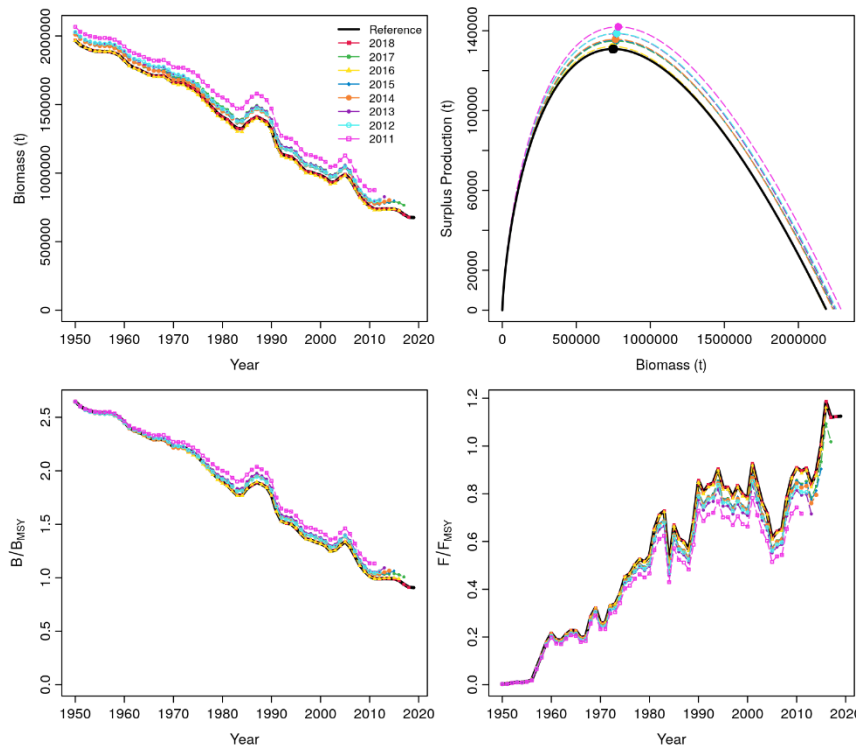 Biomass (t)
0 500000 1000000 1500000 2000000
1950 1960 1970 1980 1990 2000 2010 2020
Year
Reference
2018
2017
2016
2015
2014
2013
2012
2011
Surplus Production (t)
0 20000 60000 100000 140000
0 500000 1000000 1500000 2000000
Biomass (t)
B/BMSY
0.0 0.5 1.0 1.5 2.0 2.5
1950 1960 1970 1980 1990 2000 2010 2020
Year
F/FMSY
0.0 0.2 0.4 0.6 0.8 1.0 1.2
1950 1960 1970 1980 1990 2000 2010 2020
Year